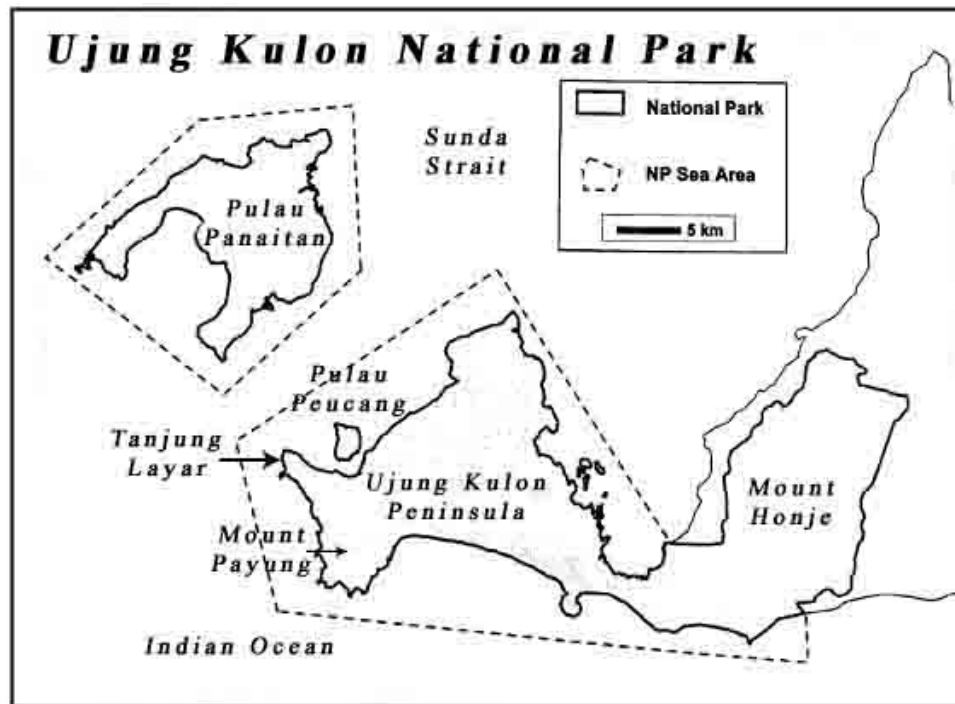 Ujung Kulon National Park
National Park
NP Sea Area
5 km
Sunda
Strait
Pulau
Panaitan
Pulau
Peucang
Tanjung
Layar
Ujung Kulon
Peninsula
Mount
Honje
Mount
Payung
Indian Ocean